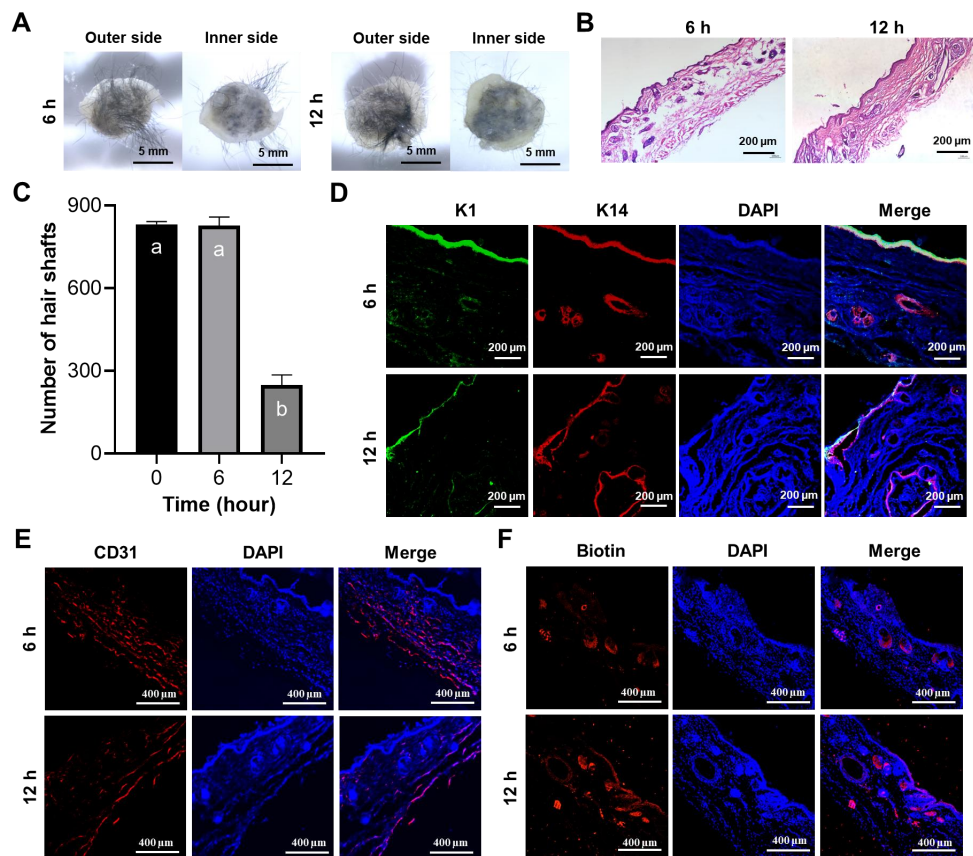 A
Outer side Inner side Outer side Inner side
6 h
12 h
5 mm 5 mm 5 mm 5 mm
B
6 h 12 h
200 μm 200 μm
C
Number of hair shafts
900
600
300
0
a a b
0 6 12
Time (hour)
D
K1 K14 DAPI Merge
6 h
200 μm 200 μm 200 μm 200 μm
12 h
200 μm 200 μm 200 μm 200 μm
E
CD31 DAPI Merge
6 h
400 μm 400 μm 400 μm
12 h
400 μm 400 μm 400 μm
F
Biotin DAPI Merge
6 h
400 μm 400 μm 400 μm
12 h
400 μm 400 μm 400 μm